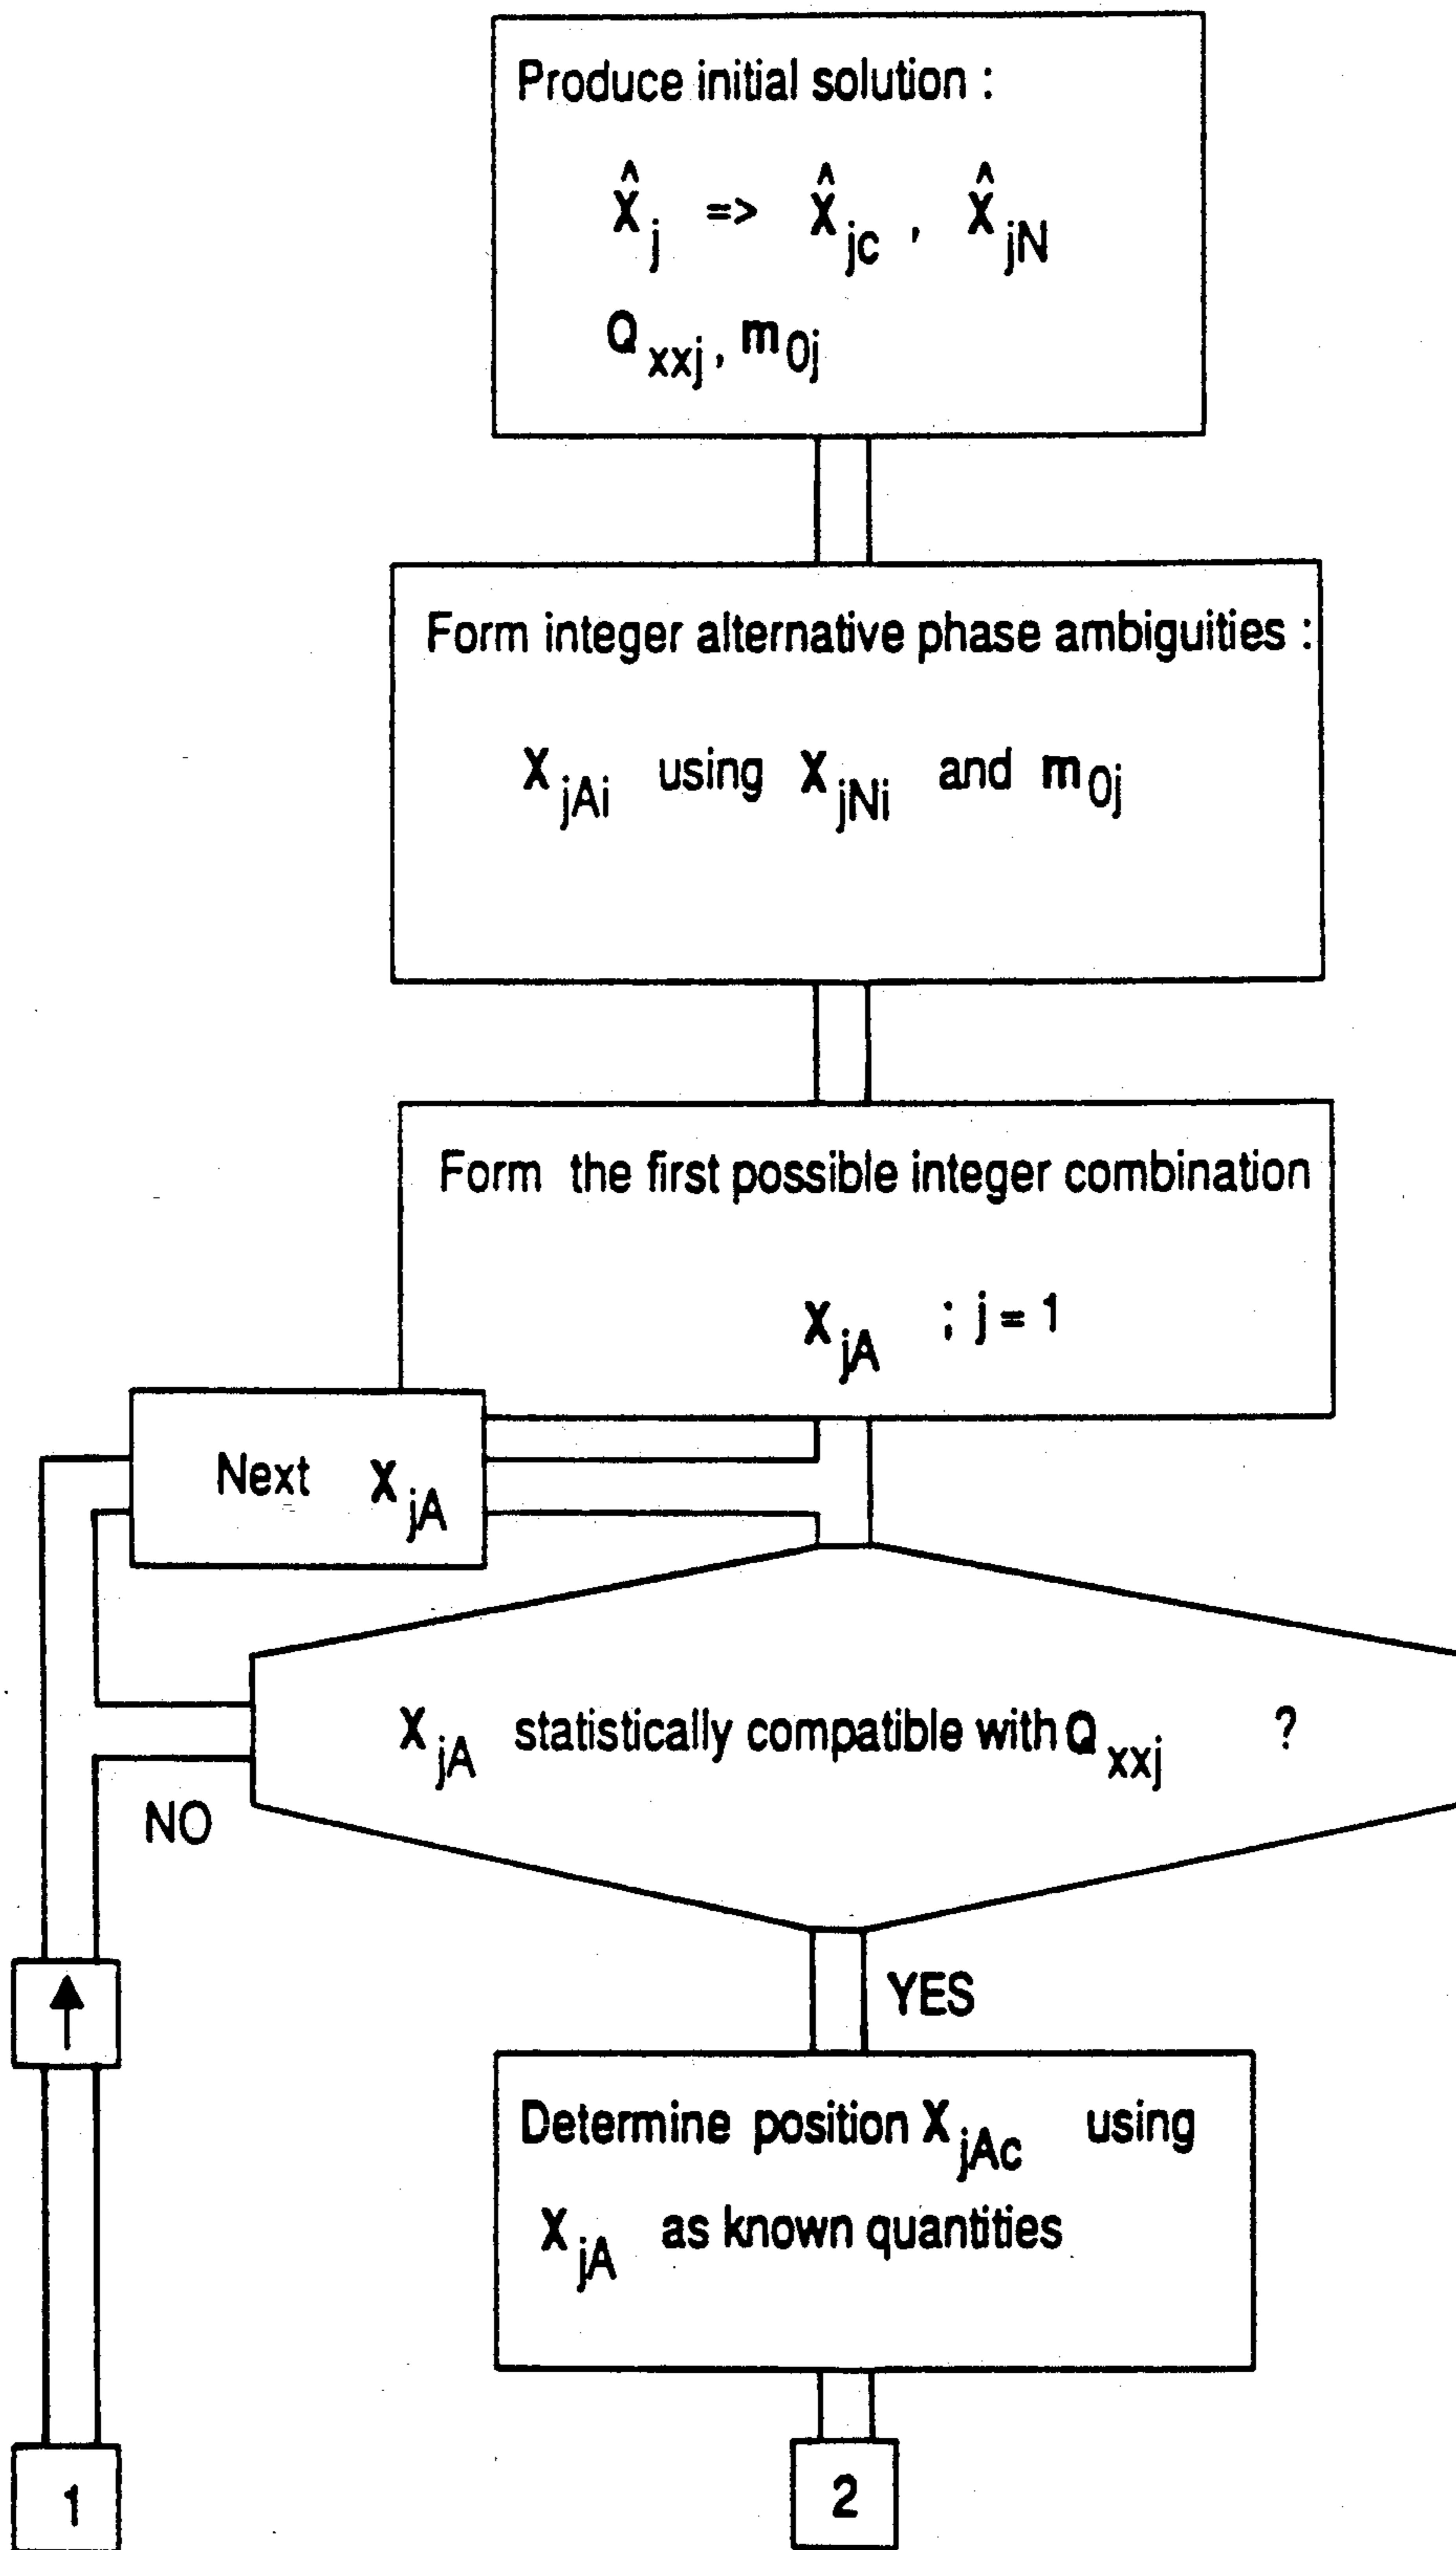 Produce initial solution :
X̂j => X̂jc , X̂jN
Qxxj, m0j
Form integer alternative phase ambiguities :
XjAi using XjNi and m0j
Form the first possible integer combination
XjA ; j = 1
Next XjA
XjA statistically compatible with Qxxj ?
NO
YES
Determine position XjAc using
XjA as known quantities
1
2